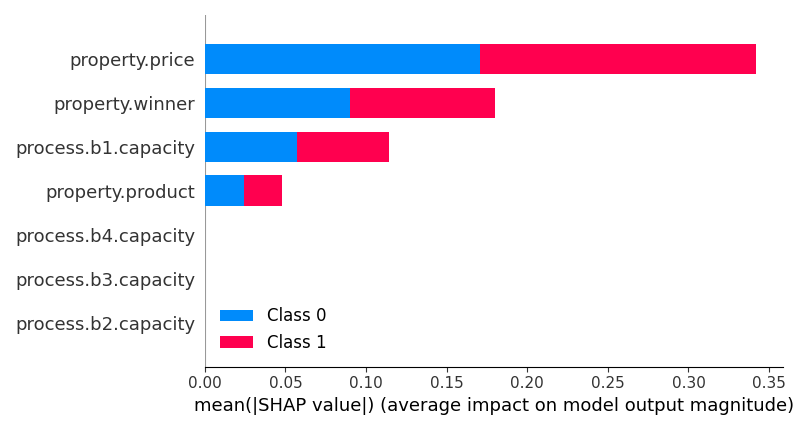 property.price
property.winner
process.b1.capacity
property.product
process.b4.capacity
process.b3.capacity
process.b2.capacity
Class 0
Class 1
0.00 0.05 0.10 0.15 0.20 0.25 0.30 0.35
mean(|SHAP value|) (average impact on model output magnitude)